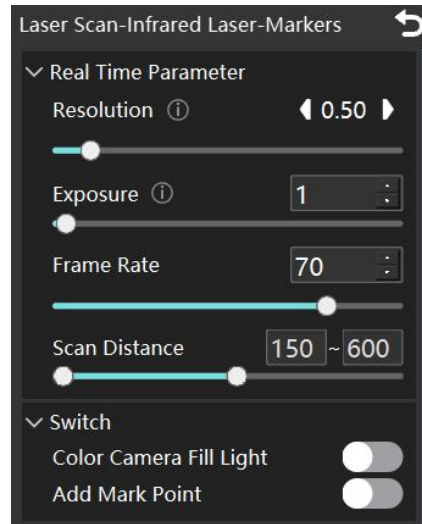 Laser Scan-Infrared Laser-Markers
Real Time Parameter
Resolution ⓘ 0.50
Exposure ⓘ 1
Frame Rate 70
Scan Distance 150 ~ 600
Switch
Color Camera Fill Light
Add Mark Point